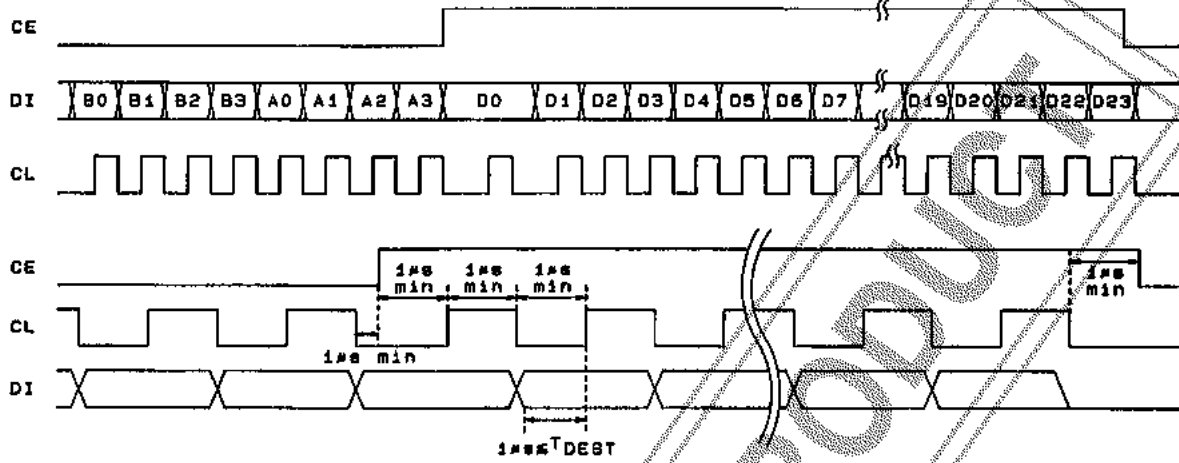 CE
DI B0 B1 B2 B3 A0 A1 A2 A3 D0 D1 D2 D3 D4 D5 D6 D7 D19 D20 D21 D22 D23
CL
CE 1µs min 1µs min 1µs min 1µs min
CL
1µs min
DI
1µs≤TDEST
ODUCT